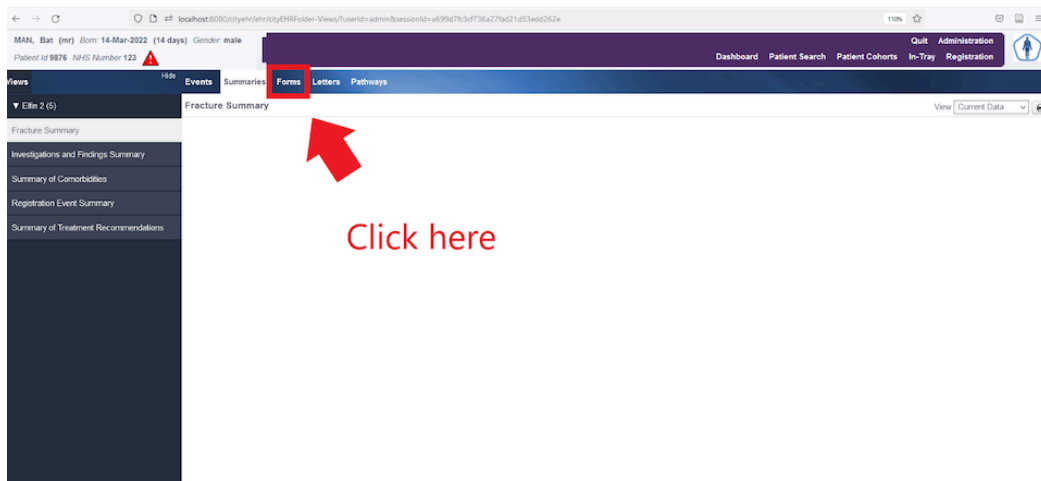 localhost:8080/cityehr/ehr/cityEHRFolder-Views/?userId=admin&sessionId=a699d7fc3cf736a27fad21d53edd262e
110%
MAN, Bat (mr) Born: 14-Mar-2022 (14 days) Gender: male
Quit Administration
Patient Id 9876 NHS Number 123
Dashboard Patient Search Patient Cohorts In-Tray Registration
Views Hide Events Summaries Forms Letters Pathways
▼ Elfin 2 (5)
Fracture Summary
View Current Data
Fracture Summary
Investigations and Findings Summary
Summary of Comorbidities
Registration Event Summary
Summary of Treatment Recommendations
Click here